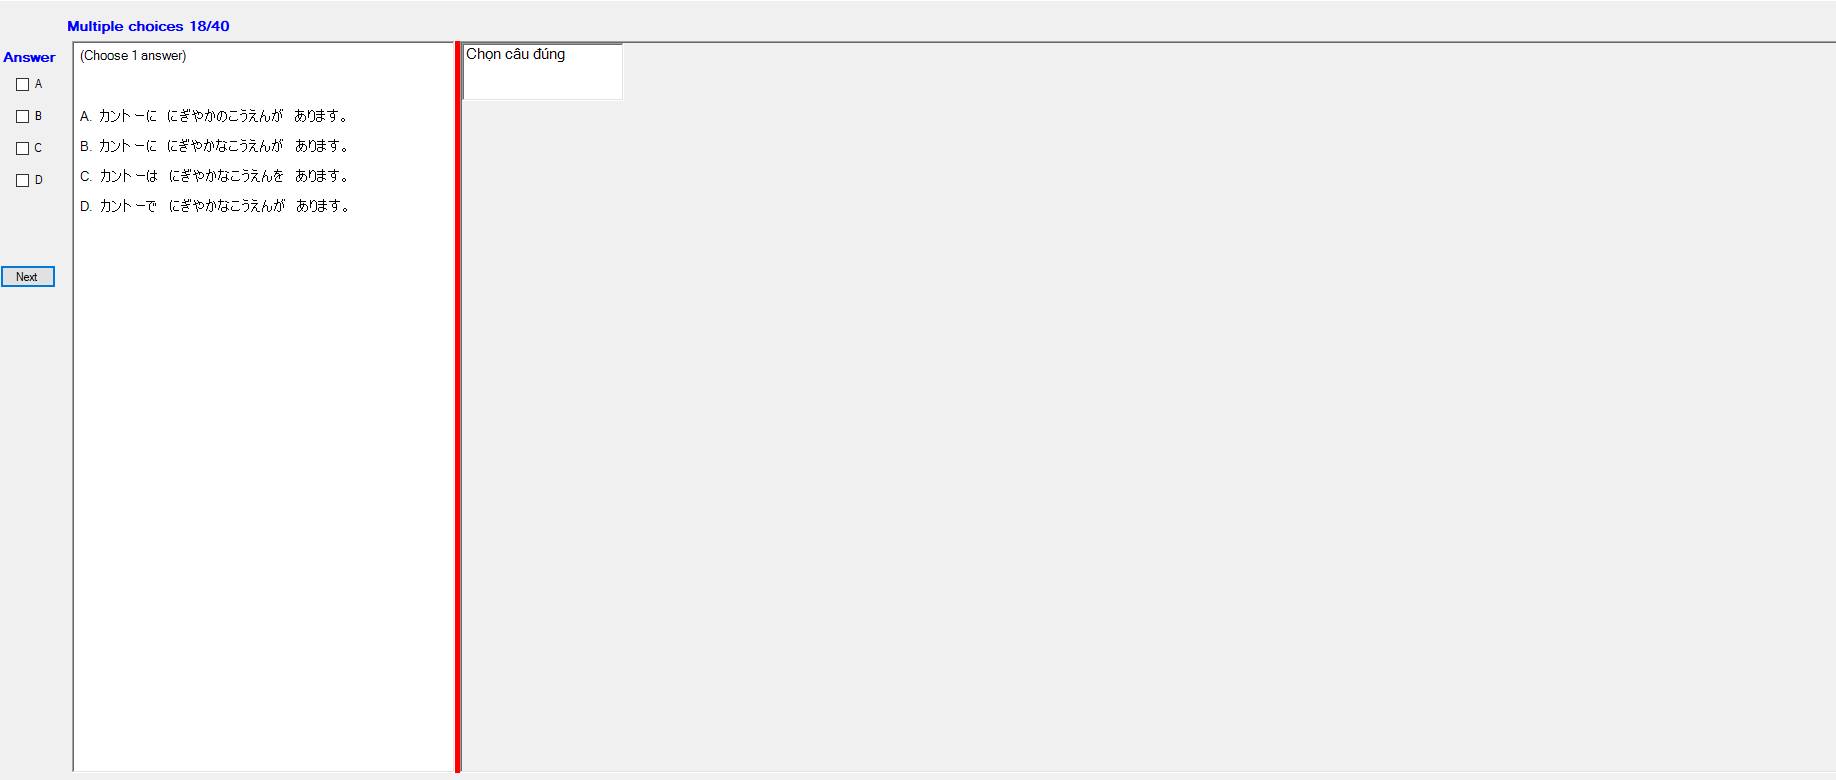 Multiple choices 18/40
Answer
A
B
C
D
Next
(Choose 1 answer)
A. カントーに　にぎやかのこうえんが　あります。
B. カントーに　にぎやかなこうえんが　あります。
C. カントーは　にぎやかなこうえんを　あります。
D. カントーで　にぎやかなこうえんが　あります。
Chọn câu đúng